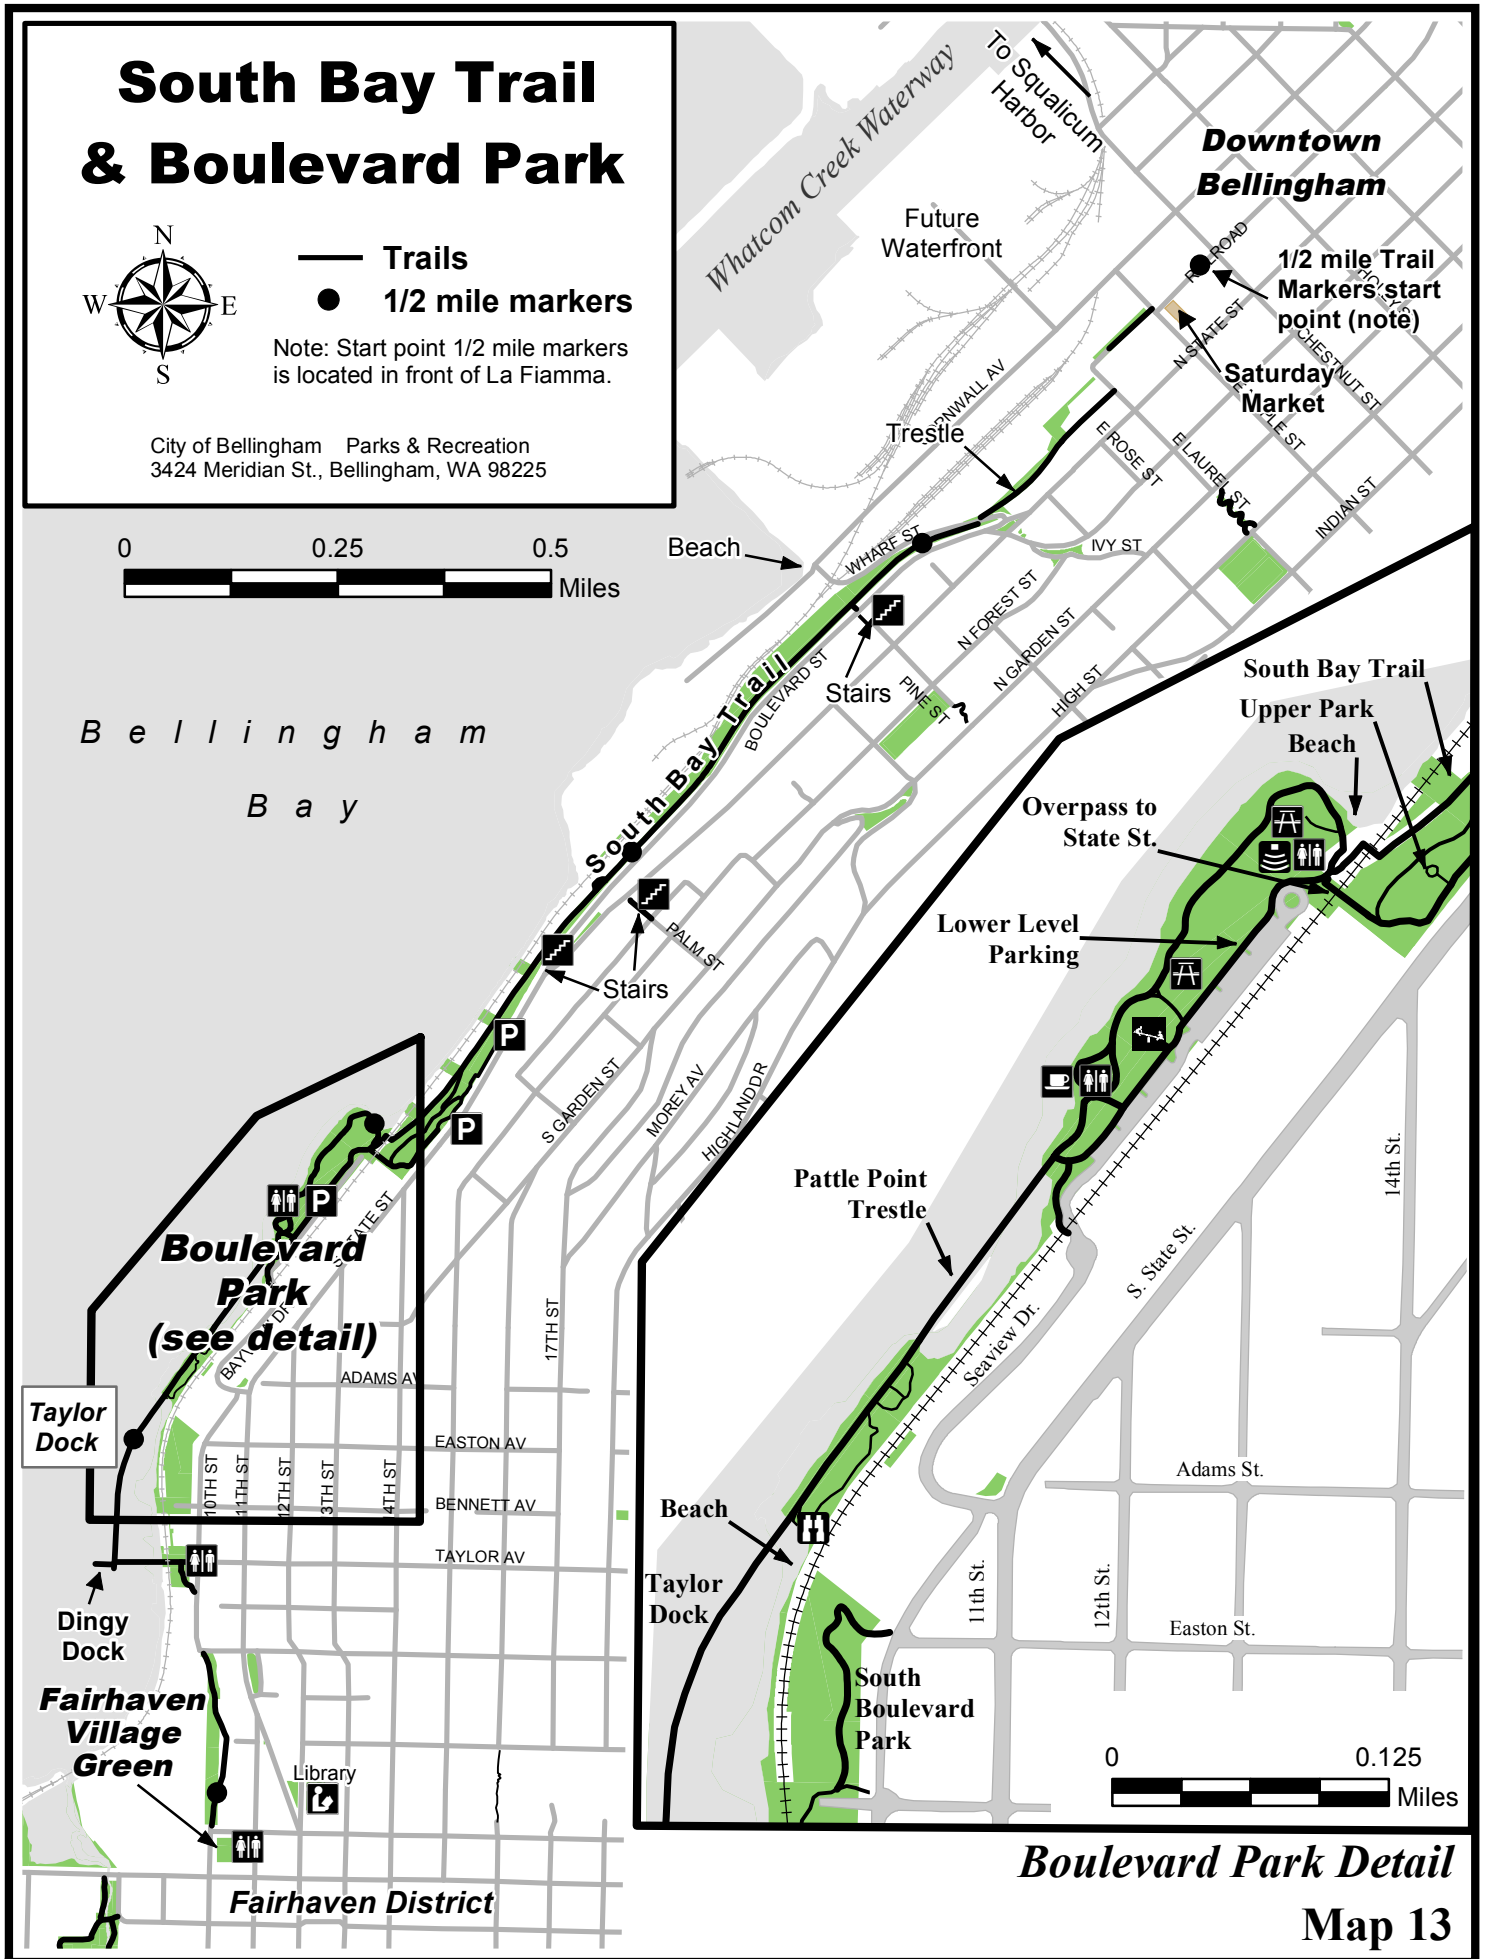 South Bay Trail
& Boulevard Park
N
W
E
S
Trails
1/2 mile markers
Note: Start point 1/2 mile markers
is located in front of La Fiamma.
City of Bellingham Parks & Recreation
3424 Meridian St., Bellingham, WA 98225
0
0.25
0.5
Miles
To Squalicum
Harbor
Whatcom Creek Waterway
Downtown
Bellingham
Future
Waterfront
1/2 mile Trail
Markers start
point (note)
N STATE ST
CHESTNUT ST
Saturday
Market
Trestle
E ROSE ST
E LAUREL ST
INDIAN ST
Beach
WHARF ST
IVY ST
Stairs
N FOREST ST
N GARDEN ST
HIGH ST
PINE ST
BOULEVARD ST
South Bay Trail
Bellingham
Bay
PALM ST
Stairs
P
P
S GARDEN ST
MOREY AV
HIGHLAND DR
P
Boulevard
Park
(see detail)
17TH ST
ADAMS AV
Taylor
Dock
EASTON AV
10TH ST
11TH ST
12TH ST
3TH ST
14TH ST
BENNETT AV
TAYLOR AV
Dingy
Dock
Fairhaven
Village
Green
Library
Fairhaven District
South Bay Trail
Upper Park
Beach
Overpass to
State St.
Lower Level
Parking
Pattle Point
Trestle
14th St.
S. State St.
Seaview Dr.
Adams St.
Beach
Taylor
Dock
11th St.
12th St.
Easton St.
South
Boulevard
Park
0
0.125
Miles
Boulevard Park Detail
Map 13